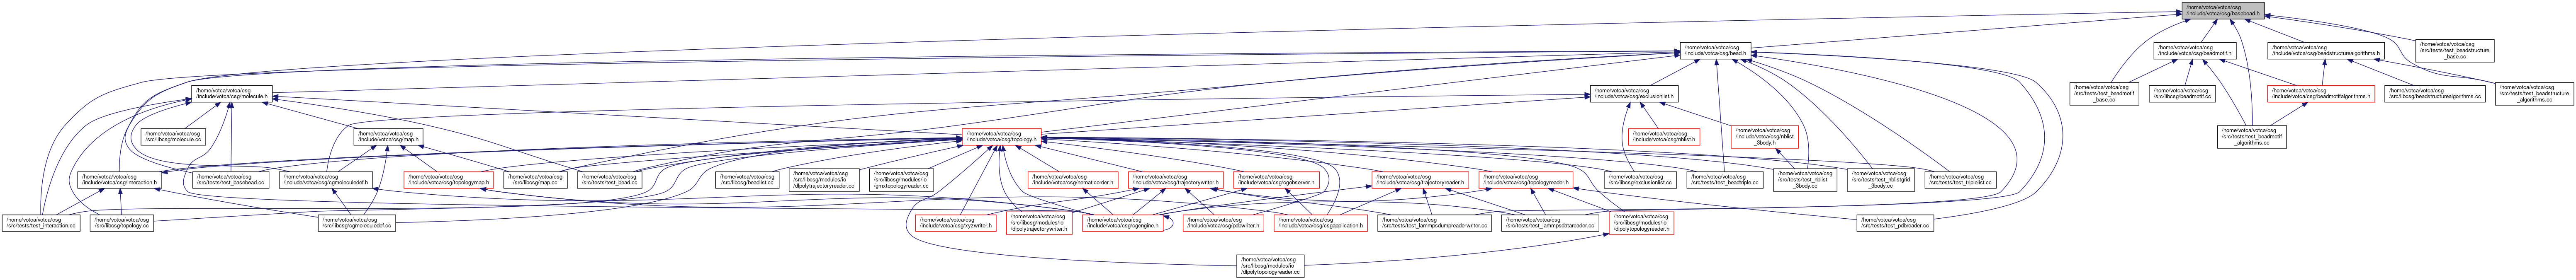 /home/votca/votca/csg
/include/votca/csg/basebead.h
/home/votca/votca/csg
/include/votca/csg/bead.h
/home/votca/votca/csg
/include/votca/csg/beadmotif.h
/home/votca/votca/csg
/include/votca/csg/beadstructurealgorithms.h
/home/votca/votca/csg
/src/tests/test_beadstructure
_base.cc
/home/votca/votca/csg
/include/votca/csg/molecule.h
/home/votca/votca/csg
/include/votca/csg/exclusionlist.h
/home/votca/votca/csg
/src/tests/test_beadmotif
_base.cc
/home/votca/votca/csg
/src/libcsg/beadmotif.cc
/home/votca/votca/csg
/include/votca/csg/beadmotifalgorithms.h
/home/votca/votca/csg
/src/libcsg/beadstructurealgorithms.cc
/home/votca/votca/csg
/src/tests/test_beadstructure
_algorithms.cc
/home/votca/votca/csg
/src/libcsg/molecule.cc
/home/votca/votca/csg
/include/votca/csg/map.h
/home/votca/votca/csg
/include/votca/csg/topology.h
/home/votca/votca/csg
/include/votca/csg/nblist.h
/home/votca/votca/csg
/include/votca/csg/nblist
_3body.h
/home/votca/votca/csg
/src/tests/test_beadmotif
_algorithms.cc
/home/votca/votca/csg
/include/votca/csg/interaction.h
/home/votca/votca/csg
/src/tests/test_basebead.cc
/home/votca/votca/csg
/include/votca/csg/cgmoleculedef.h
/home/votca/votca/csg
/include/votca/csg/topologymap.h
/home/votca/votca/csg
/src/libcsg/map.cc
/home/votca/votca/csg
/src/tests/test_bead.cc
/home/votca/votca/csg
/src/libcsg/beadlist.cc
/home/votca/votca/csg
/src/libcsg/modules/io
/dlpolytrajectoryreader.cc
/home/votca/votca/csg
/src/libcsg/modules/io
/gmxtopologyreader.cc
/home/votca/votca/csg
/include/votca/csg/nematicorder.h
/home/votca/votca/csg
/include/votca/csg/trajectorywriter.h
/home/votca/votca/csg
/include/votca/csg/cgobserver.h
/home/votca/votca/csg
/include/votca/csg/trajectoryreader.h
/home/votca/votca/csg
/include/votca/csg/topologyreader.h
/home/votca/votca/csg
/src/libcsg/exclusionlist.cc
/home/votca/votca/csg
/src/tests/test_beadtriple.cc
/home/votca/votca/csg
/src/tests/test_nblist
_3body.cc
/home/votca/votca/csg
/src/tests/test_nblistgrid
_3body.cc
/home/votca/votca/csg
/src/tests/test_triplelist.cc
/home/votca/votca/csg
/src/tests/test_interaction.cc
/home/votca/votca/csg
/src/libcsg/topology.cc
/home/votca/votca/csg
/src/libcsg/cgmoleculedef.cc
/home/votca/votca/csg
/include/votca/csg/xyzwriter.h
/home/votca/votca/csg
/src/libcsg/modules/io
/dlpolytrajectorywriter.h
/home/votca/votca/csg
/include/votca/csg/cgengine.h
/home/votca/votca/csg
/include/votca/csg/pdbwriter.h
/home/votca/votca/csg
/include/votca/csg/csgapplication.h
/home/votca/votca/csg
/src/tests/test_lammpsdumpreaderwriter.cc
/home/votca/votca/csg
/src/tests/test_lammpsdatareader.cc
/home/votca/votca/csg
/src/libcsg/modules/io
/dlpolytopologyreader.h
/home/votca/votca/csg
/src/tests/test_pdbreader.cc
/home/votca/votca/csg
/src/libcsg/modules/io
/dlpolytopologyreader.cc